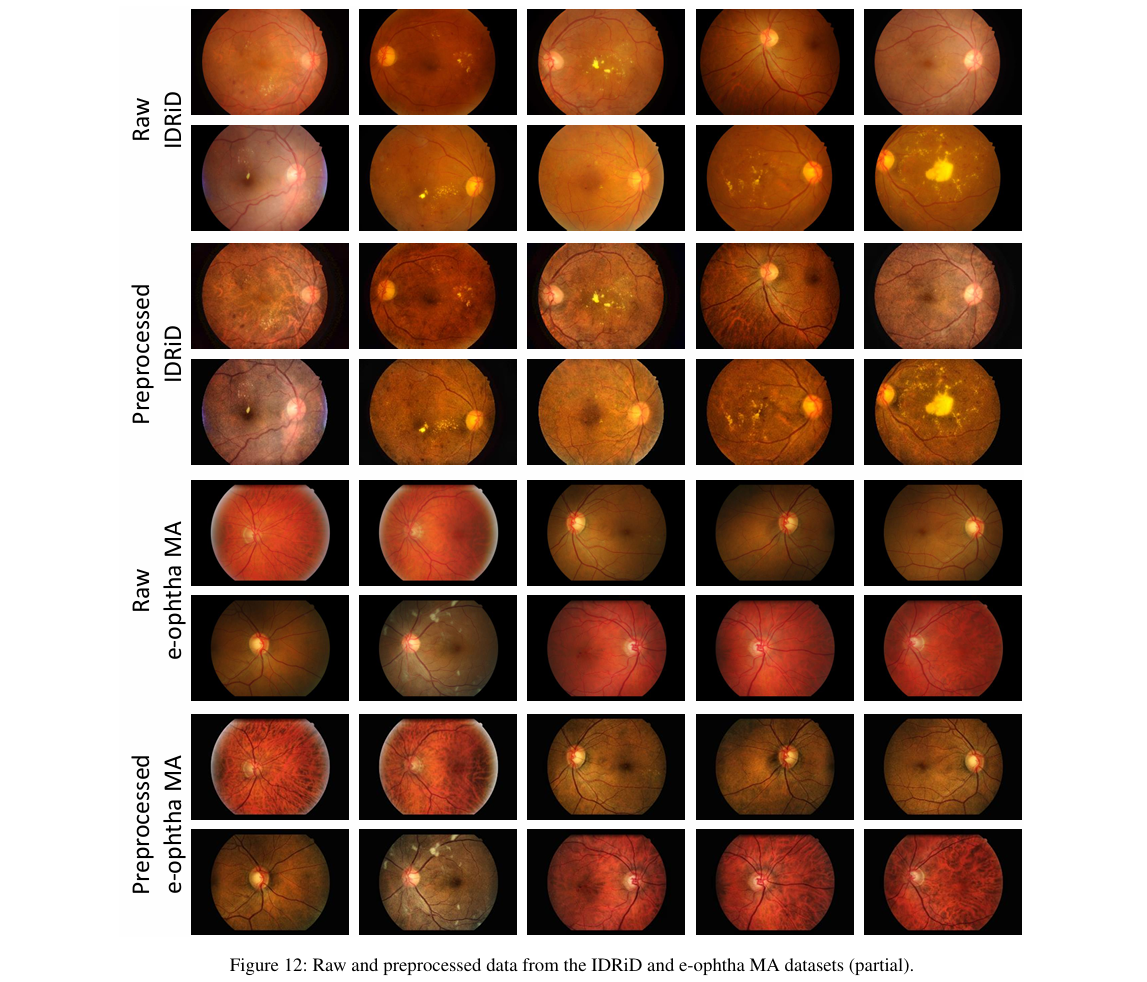 Raw
IDRiD
Preprocessed
IDRiD
Raw
e-ophtha MA
Preprocessed
e-ophtha MA
Figure 12: Raw and preprocessed data from the IDRiD and e-ophtha MA datasets (partial).